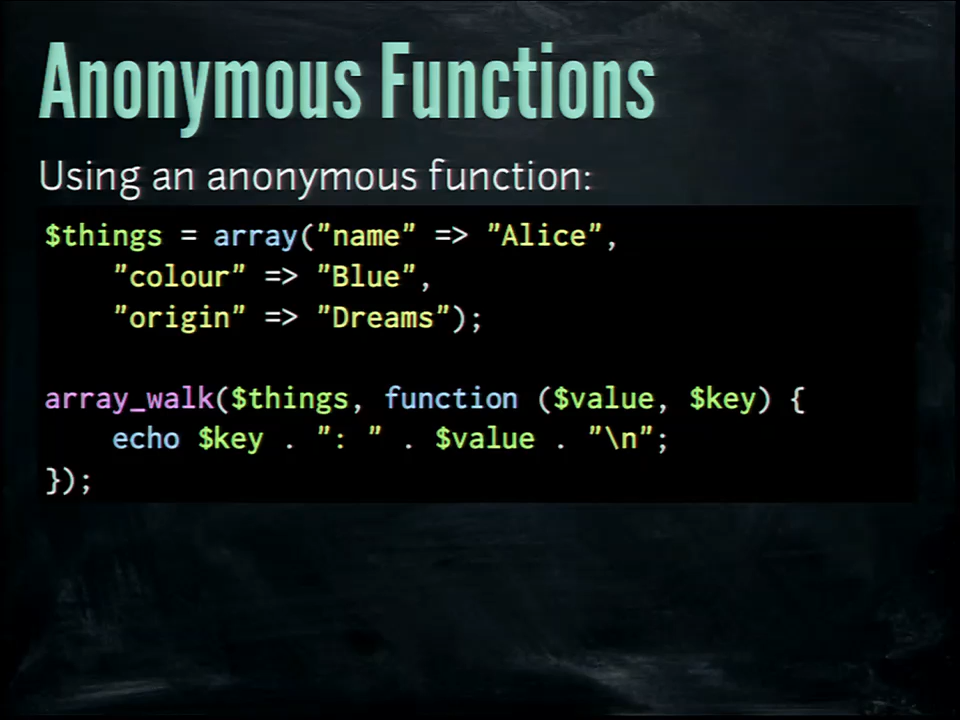 Anonymous Functions
Using an anonymous function:
$things = array("name" => "Alice",
    "colour" => "Blue",
    "origin" => "Dreams");
array_walk($things, function ($value, $key) {
    echo $key . ": " . $value . "\n";
});